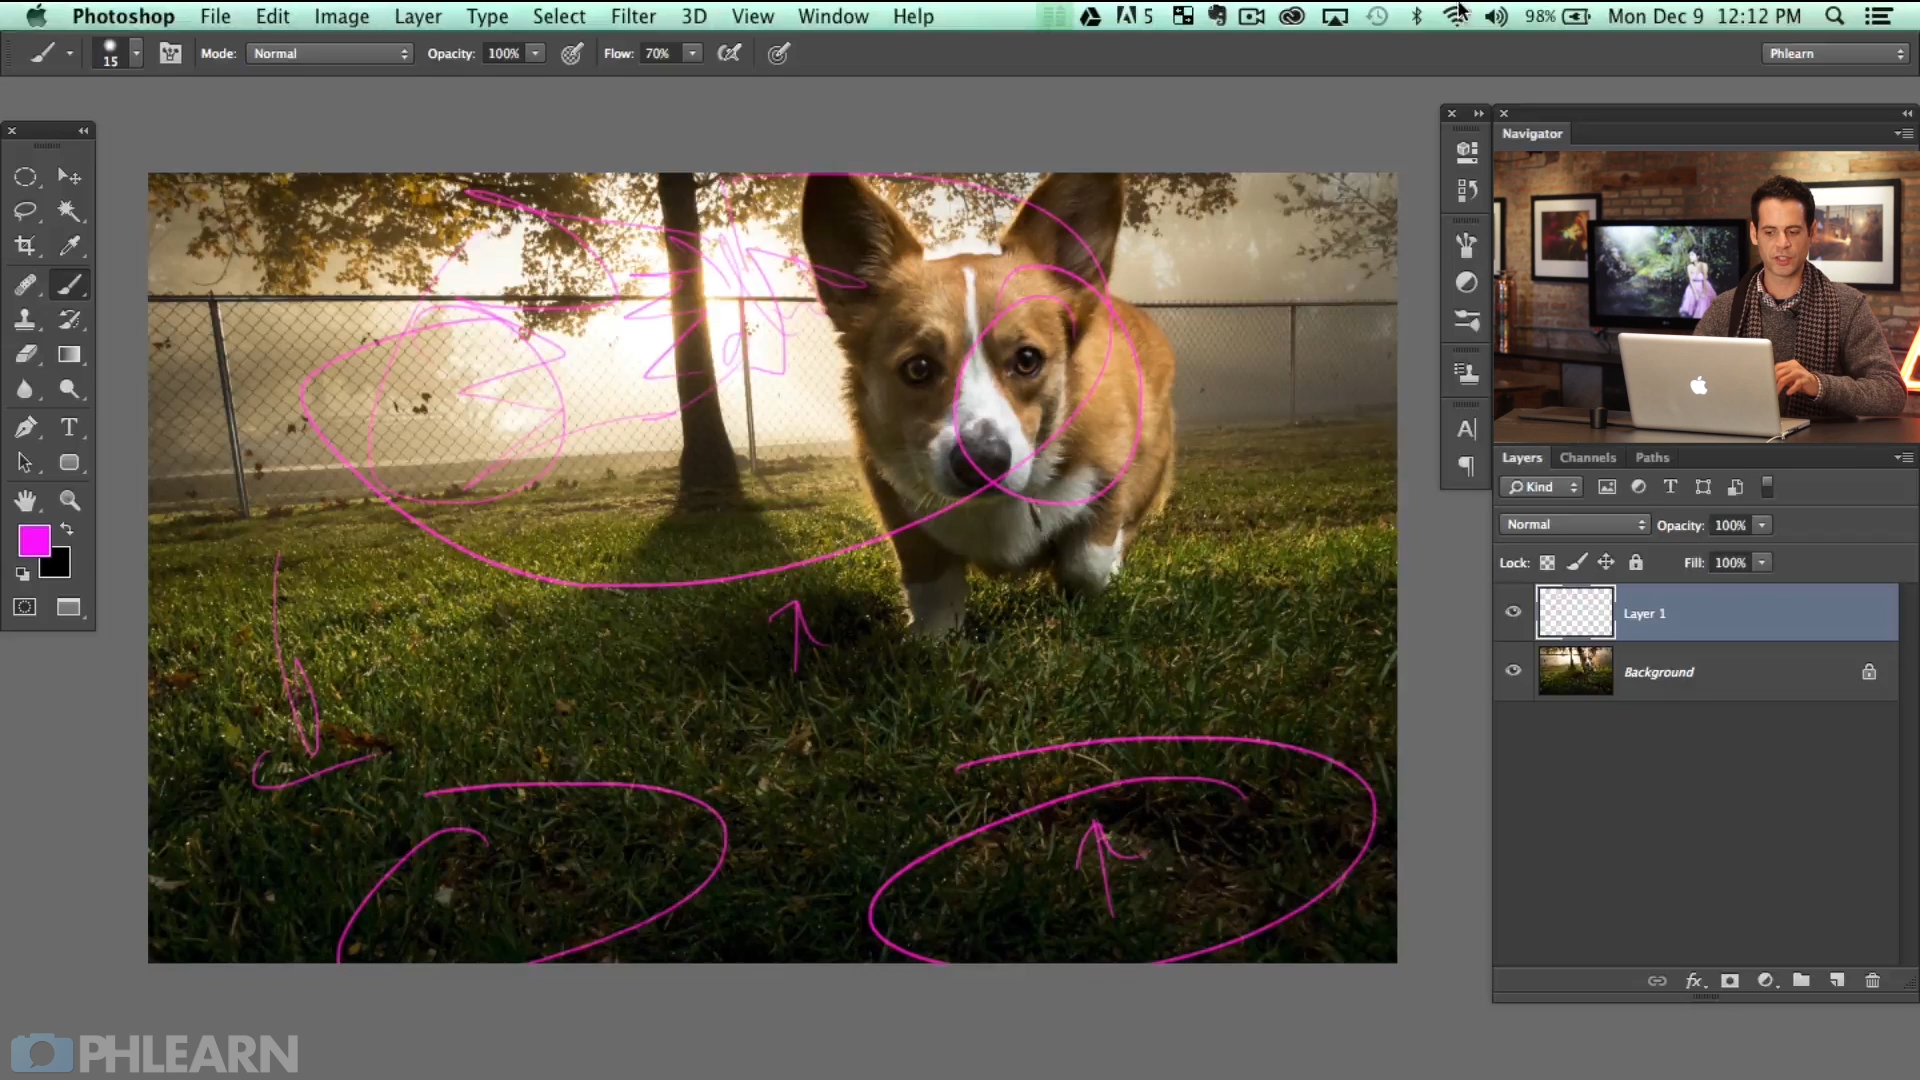 Photoshop File Edit Image Layer Type Select Filter 3D View Window Help 5 98% Mon Dec 9 12:12 PM
15 Mode: Normal Opacity: 100% Flow: 70% Phlearn
Navigator
Layers Channels Paths
Kind
Normal Opacity: 100%
Lock: Fill: 100%
Layer 1
Background
PHLEARN